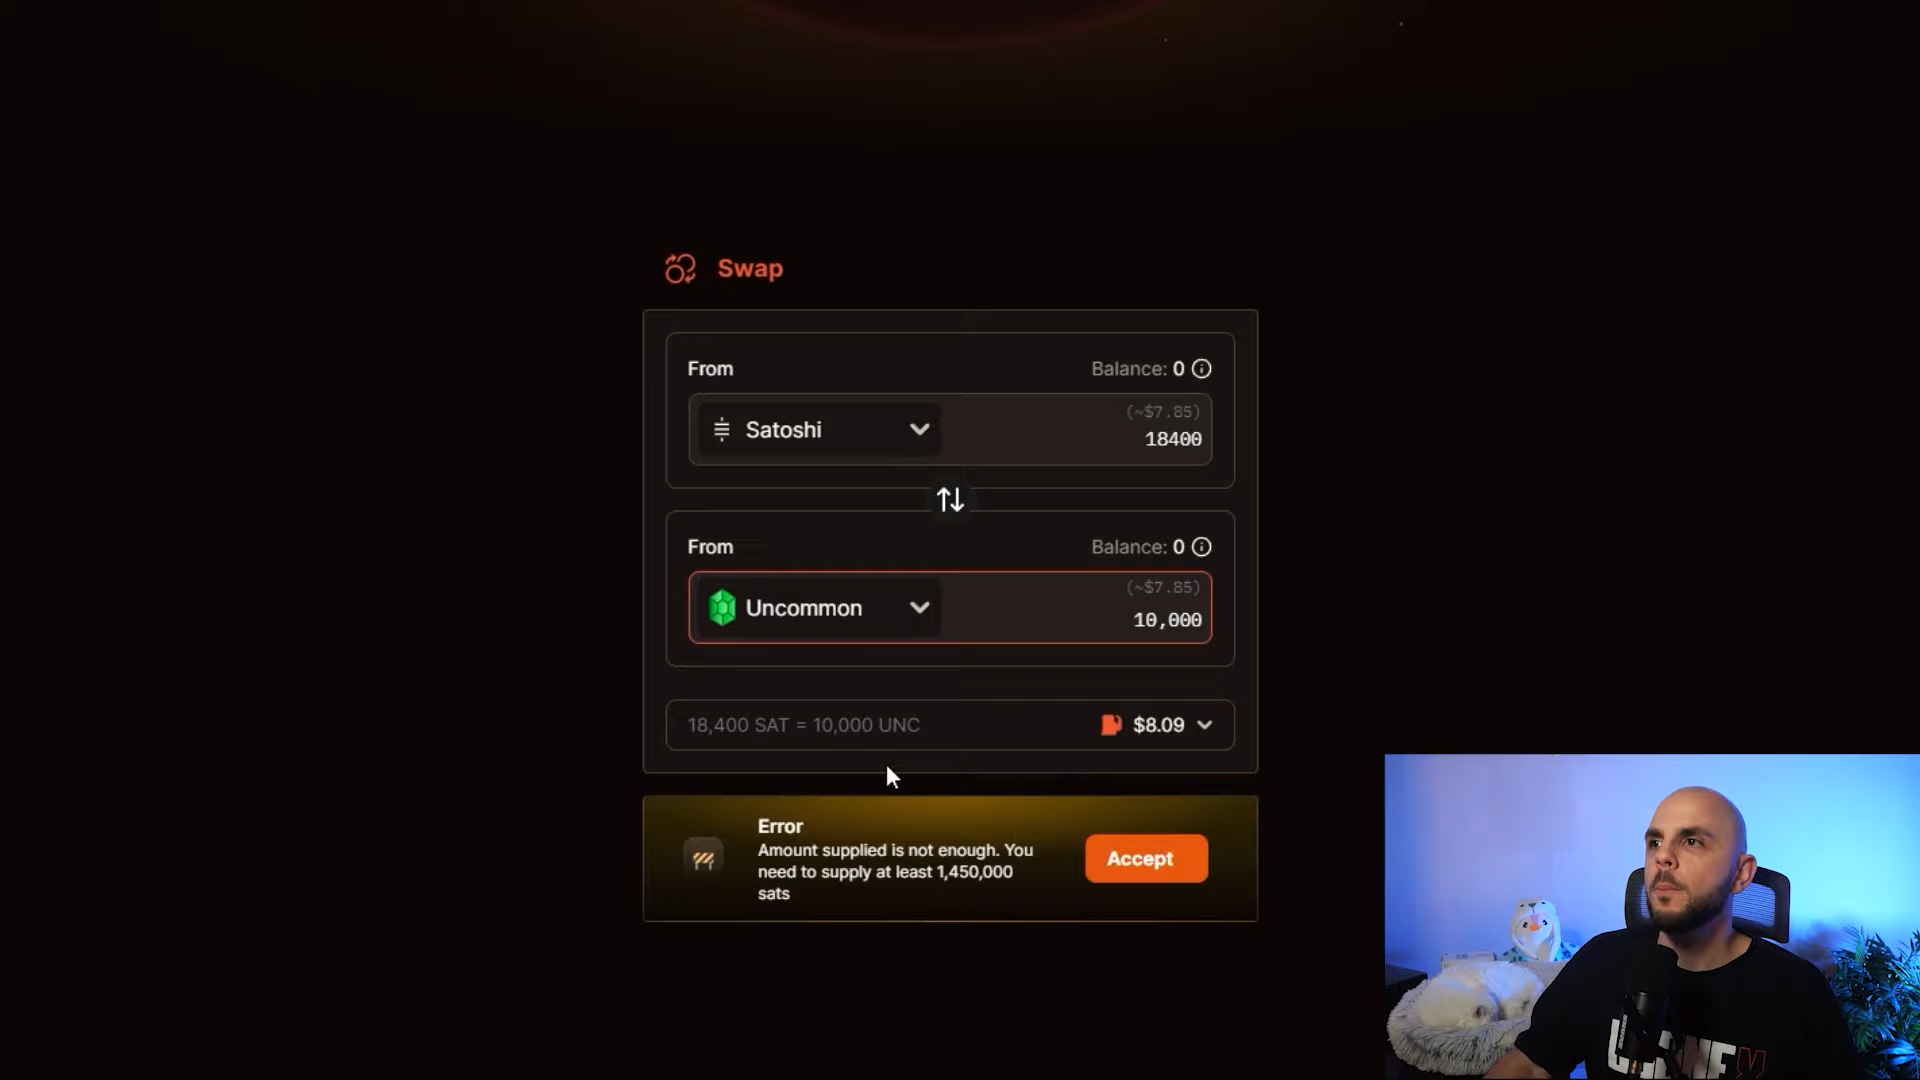 Swap
From
Balance: 0
Satoshi
(~$7.85)
18400
From
Balance: 0
Uncommon
(~$7.85)
10,000
18,400 SAT = 10,000 UNC
$8.09
Error
Amount supplied is not enough. You
need to supply at least 1,450,000
sats
Accept